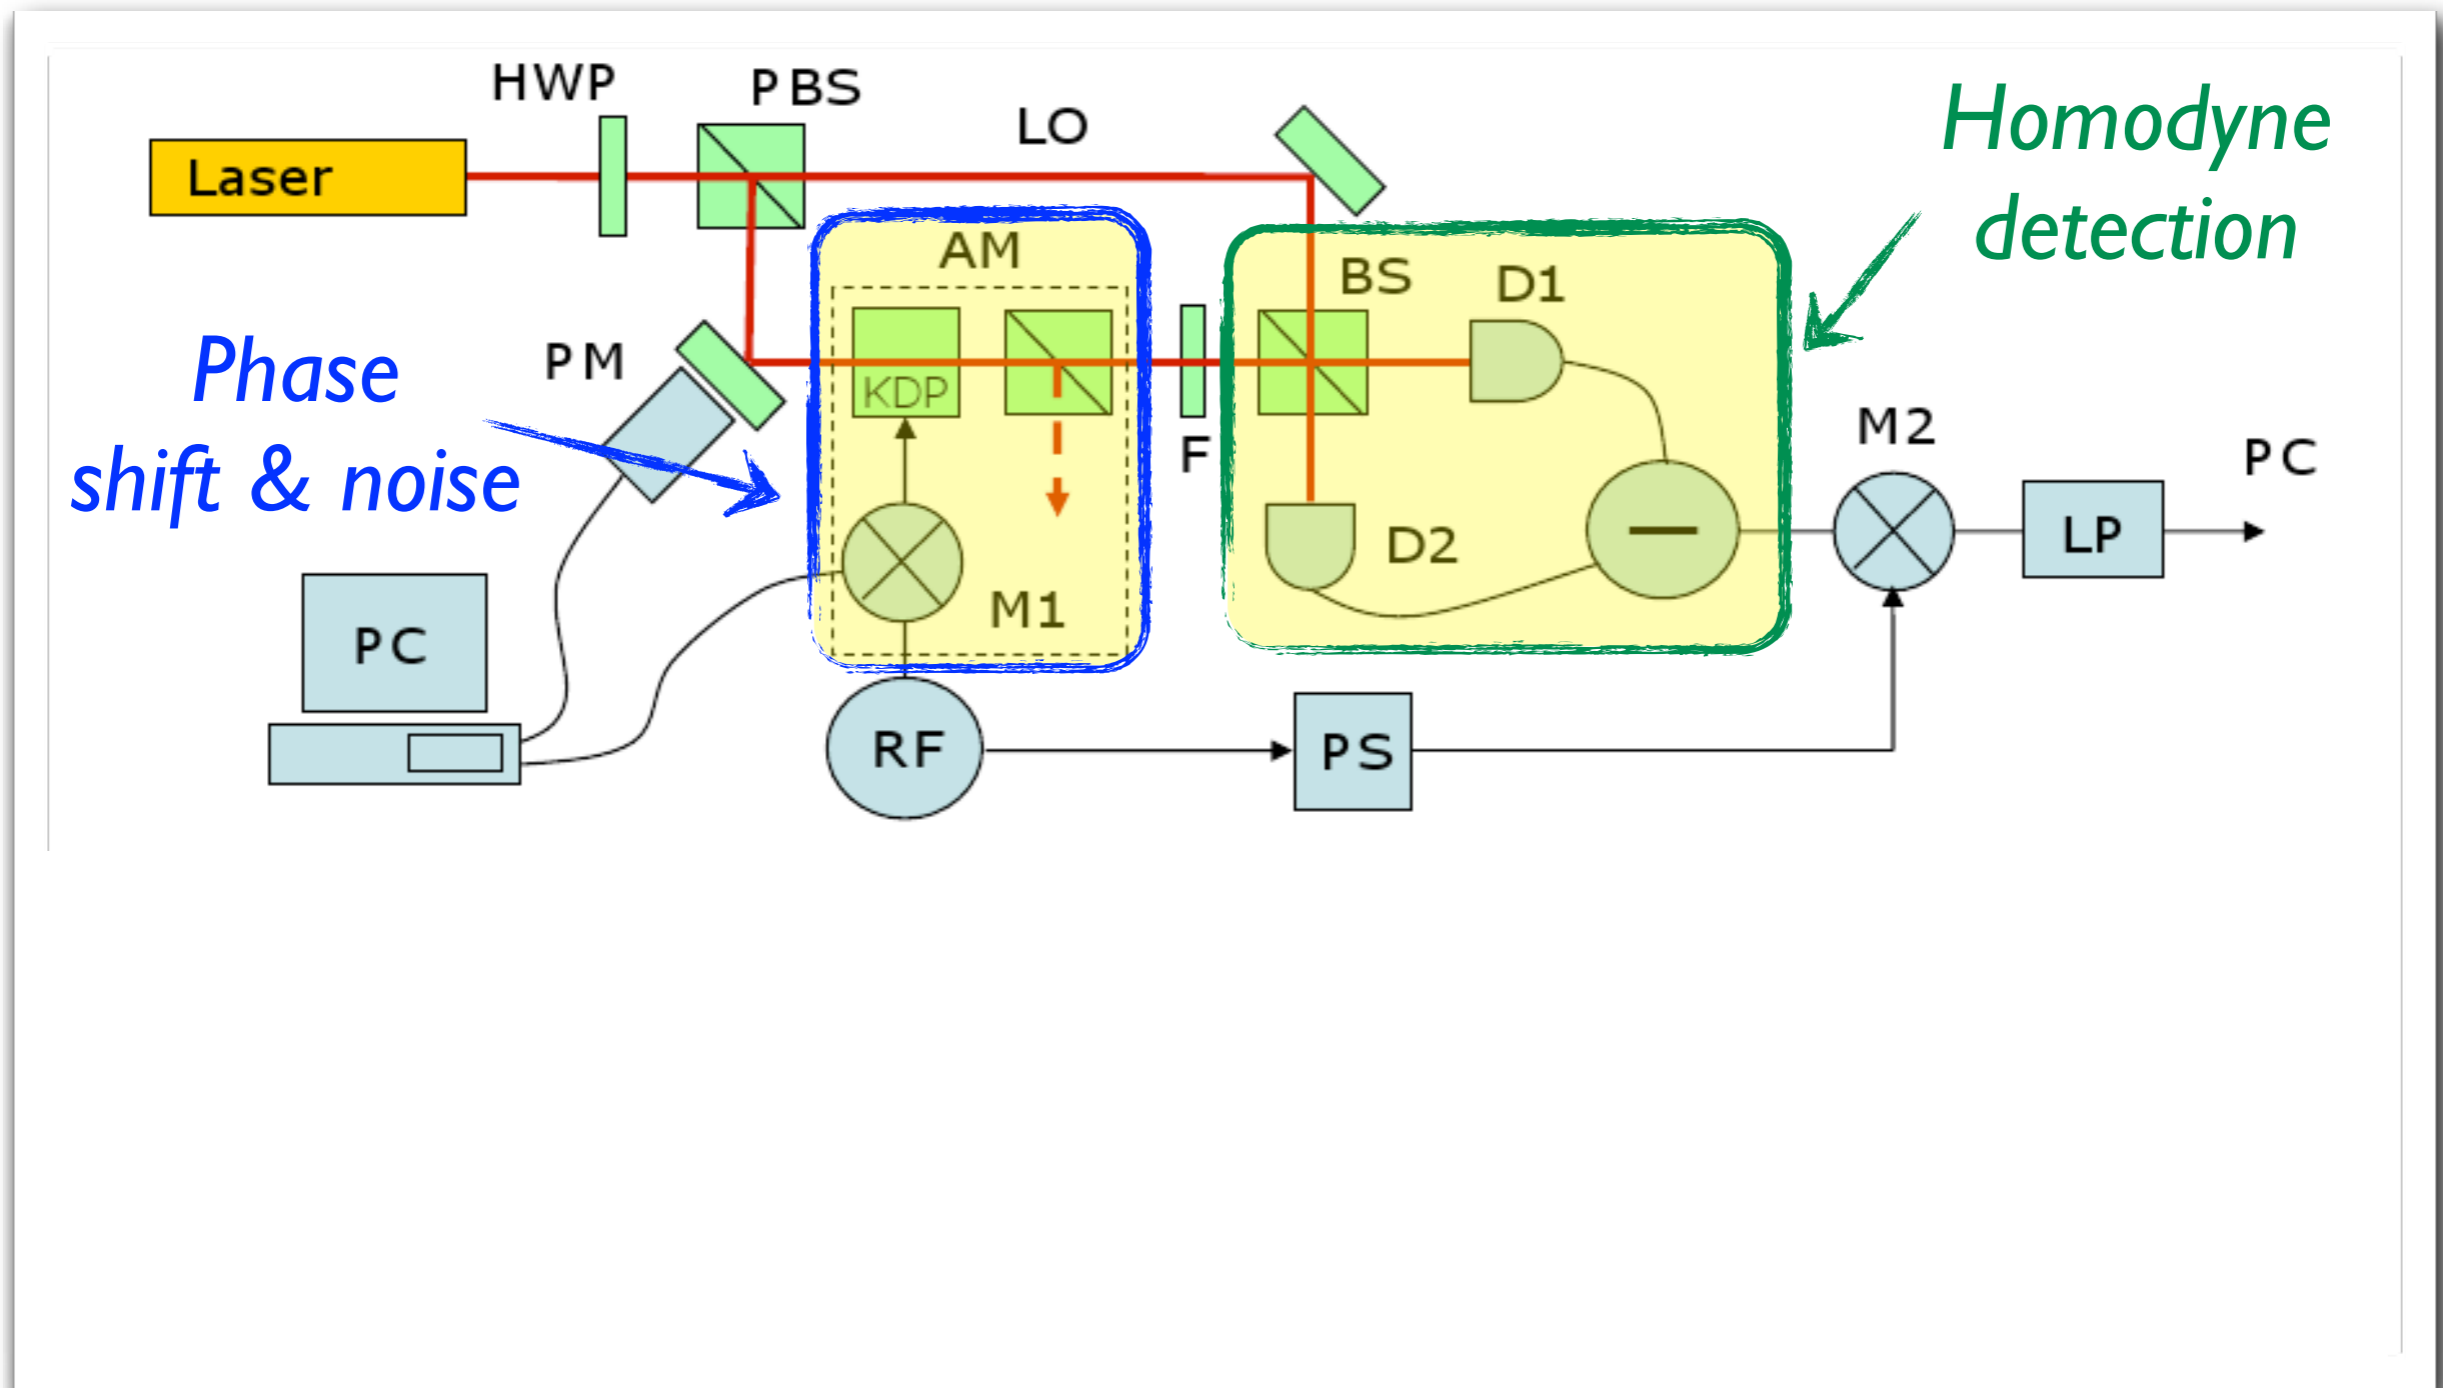 HWP
PBS
LO
Laser
Homodyne
detection
AM
BS
D1
Phase
shift & noise
PM
KDP
F
M2
PC
D2
LP
M1
PC
RF
PS